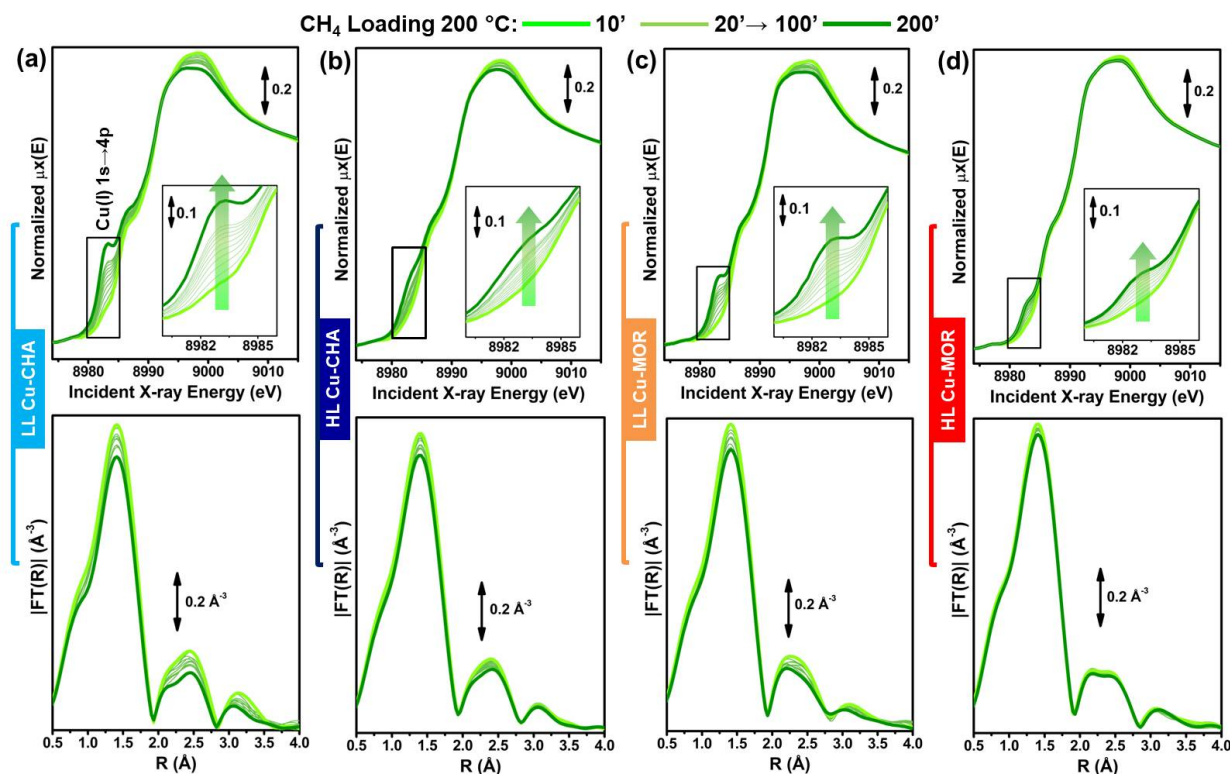 CH4 Loading 200 °C: 10' 20'→ 100' 200'
(a)
Normalized μx(E)
Cu(I) 1s→4p
0.2
0.1
8982 8985
8980 8990 9000 9010
Incident X-ray Energy (eV)
(b)
Normalized μx(E)
0.2
0.1
8982 8985
8980 8990 9000 9010
Incident X-ray Energy (eV)
(c)
Normalized μx(E)
0.2
0.1
8982 8985
8980 8990 9000 9010
Incident X-ray Energy (eV)
(d)
Normalized μx(E)
0.2
0.1
8982 8985
8980 8990 9000 9010
Incident X-ray Energy (eV)
LL Cu-CHA
HL Cu-CHA
LL Cu-MOR
HL Cu-MOR
|FT(R)| (Å-3)
0.2 Å-3
0.5 1.0 1.5 2.0 2.5 3.0 3.5 4.0
R (Å)
|FT(R)| (Å-3)
0.2 Å-3
0.5 1.0 1.5 2.0 2.5 3.0 3.5 4.0
R (Å)
|FT(R)| (Å-3)
0.2 Å-3
0.5 1.0 1.5 2.0 2.5 3.0 3.5 4.0
R (Å)
|FT(R)| (Å-3)
0.2 Å-3
0.5 1.0 1.5 2.0 2.5 3.0 3.5 4.0
R (Å)